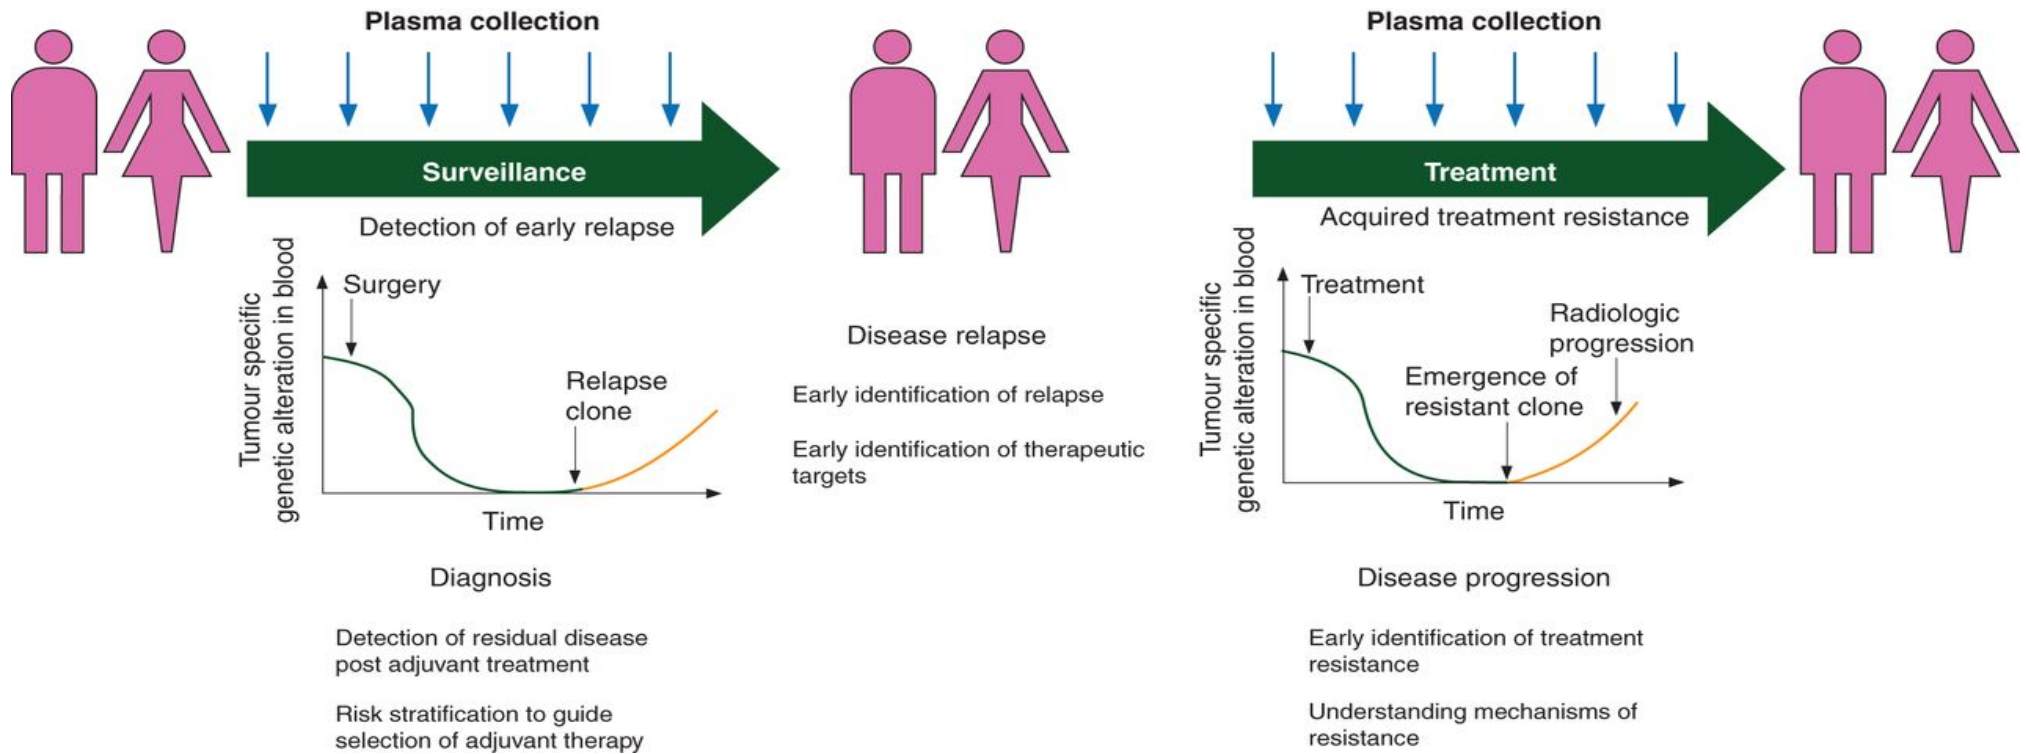 Plasma collection
Surveillance
Detection of early relapse
Tumour specific
genetic alteration in blood
Surgery
Relapse
clone
Time
Diagnosis
Detection of residual disease
post adjuvant treatment
Risk stratification to guide
selection of adjuvant therapy
Disease relapse
Early identification of relapse
Early identification of therapeutic
targets
Plasma collection
Treatment
Acquired treatment resistance
Tumour specific
genetic alteration in blood
Treatment
Emergence of
resistant clone
Radiologic
progression
Time
Disease progression
Early identification of treatment
resistance
Understanding mechanisms of
resistance